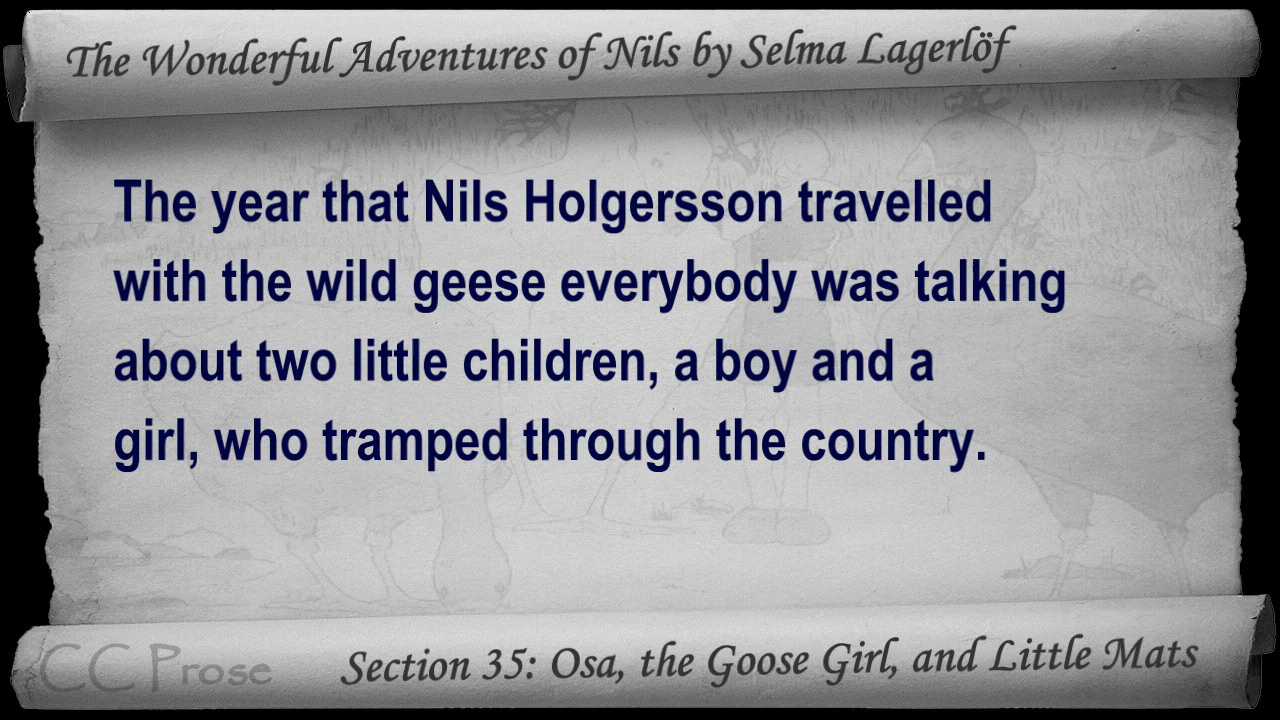 The Wonderful Adventures of Nils by Selma Lagerlöf
The year that Nils Holgersson travelled
with the wild geese everybody was talking
about two little children, a boy and a
girl, who tramped through the country.
CC Prose
Section 35: Osa, the Goose Girl, and Little Mats